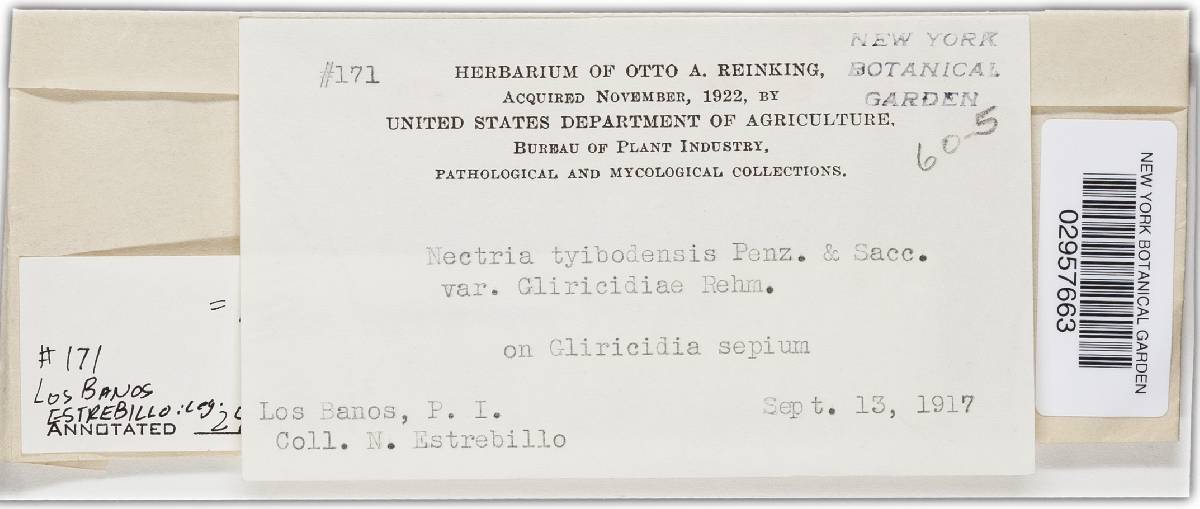 #171
HERBARIUM OF OTTO A. REINKING,
ACQUIRED NOVEMBER, 1922, BY
UNITED STATES DEPARTMENT OF AGRICULTURE,
BUREAU OF PLANT INDUSTRY,
PATHOLOGICAL AND MYCOLOGICAL COLLECTIONS.
NEW YORK
BOTANICAL
GARDEN
60-5
Nectria tyibodensis Penz. & Sacc.
var. Gliricidiae Rehm.
on Gliricidia sepium
Los Banos, P. I.
Sept. 13, 1917
Coll. N. Estrebillo
=
# 171
LOS BANOS
ESTREBILLO: leg.
ANNOTATED
NEW YORK BOTANICAL GARDEN
02957663